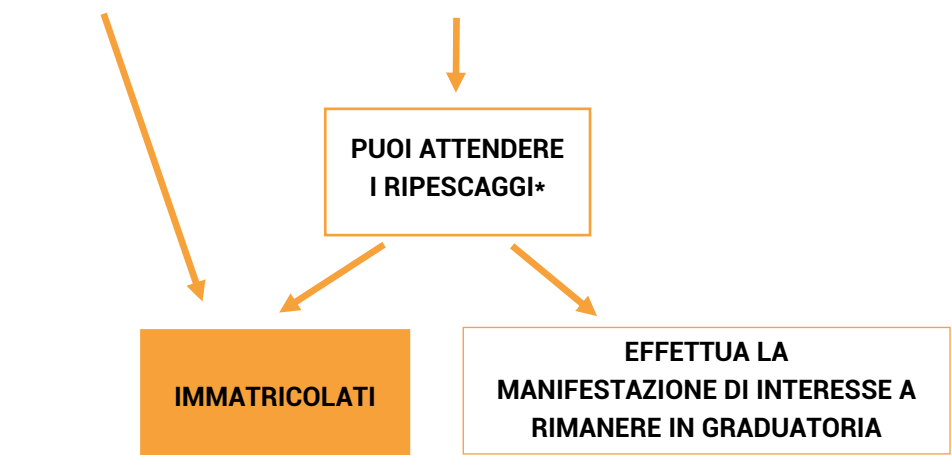 PUOI ATTENDERE
I RIPESCAGGI*
IMMATRICOLATI
EFFETTUA LA
MANIFESTAZIONE DI INTERESSE A
RIMANERE IN GRADUATORIA